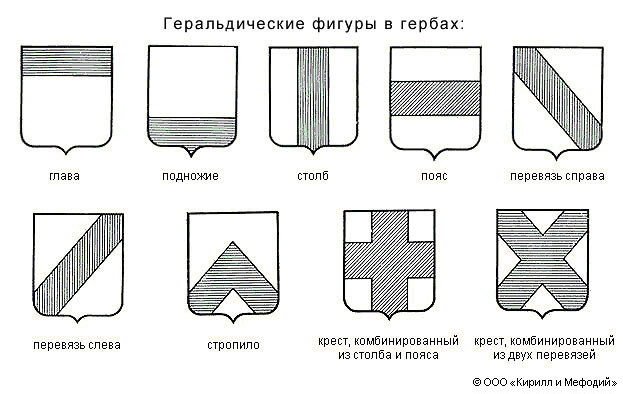 Геральдические фигуры в гербах:
глава
подножие
столб
пояс
перевязь справа
перевязь слева
стропило
крест, комбинированный
из столба и пояса
крест, комбинированный
из двух перевязей
© ООО «Кирилл и Мефодий»